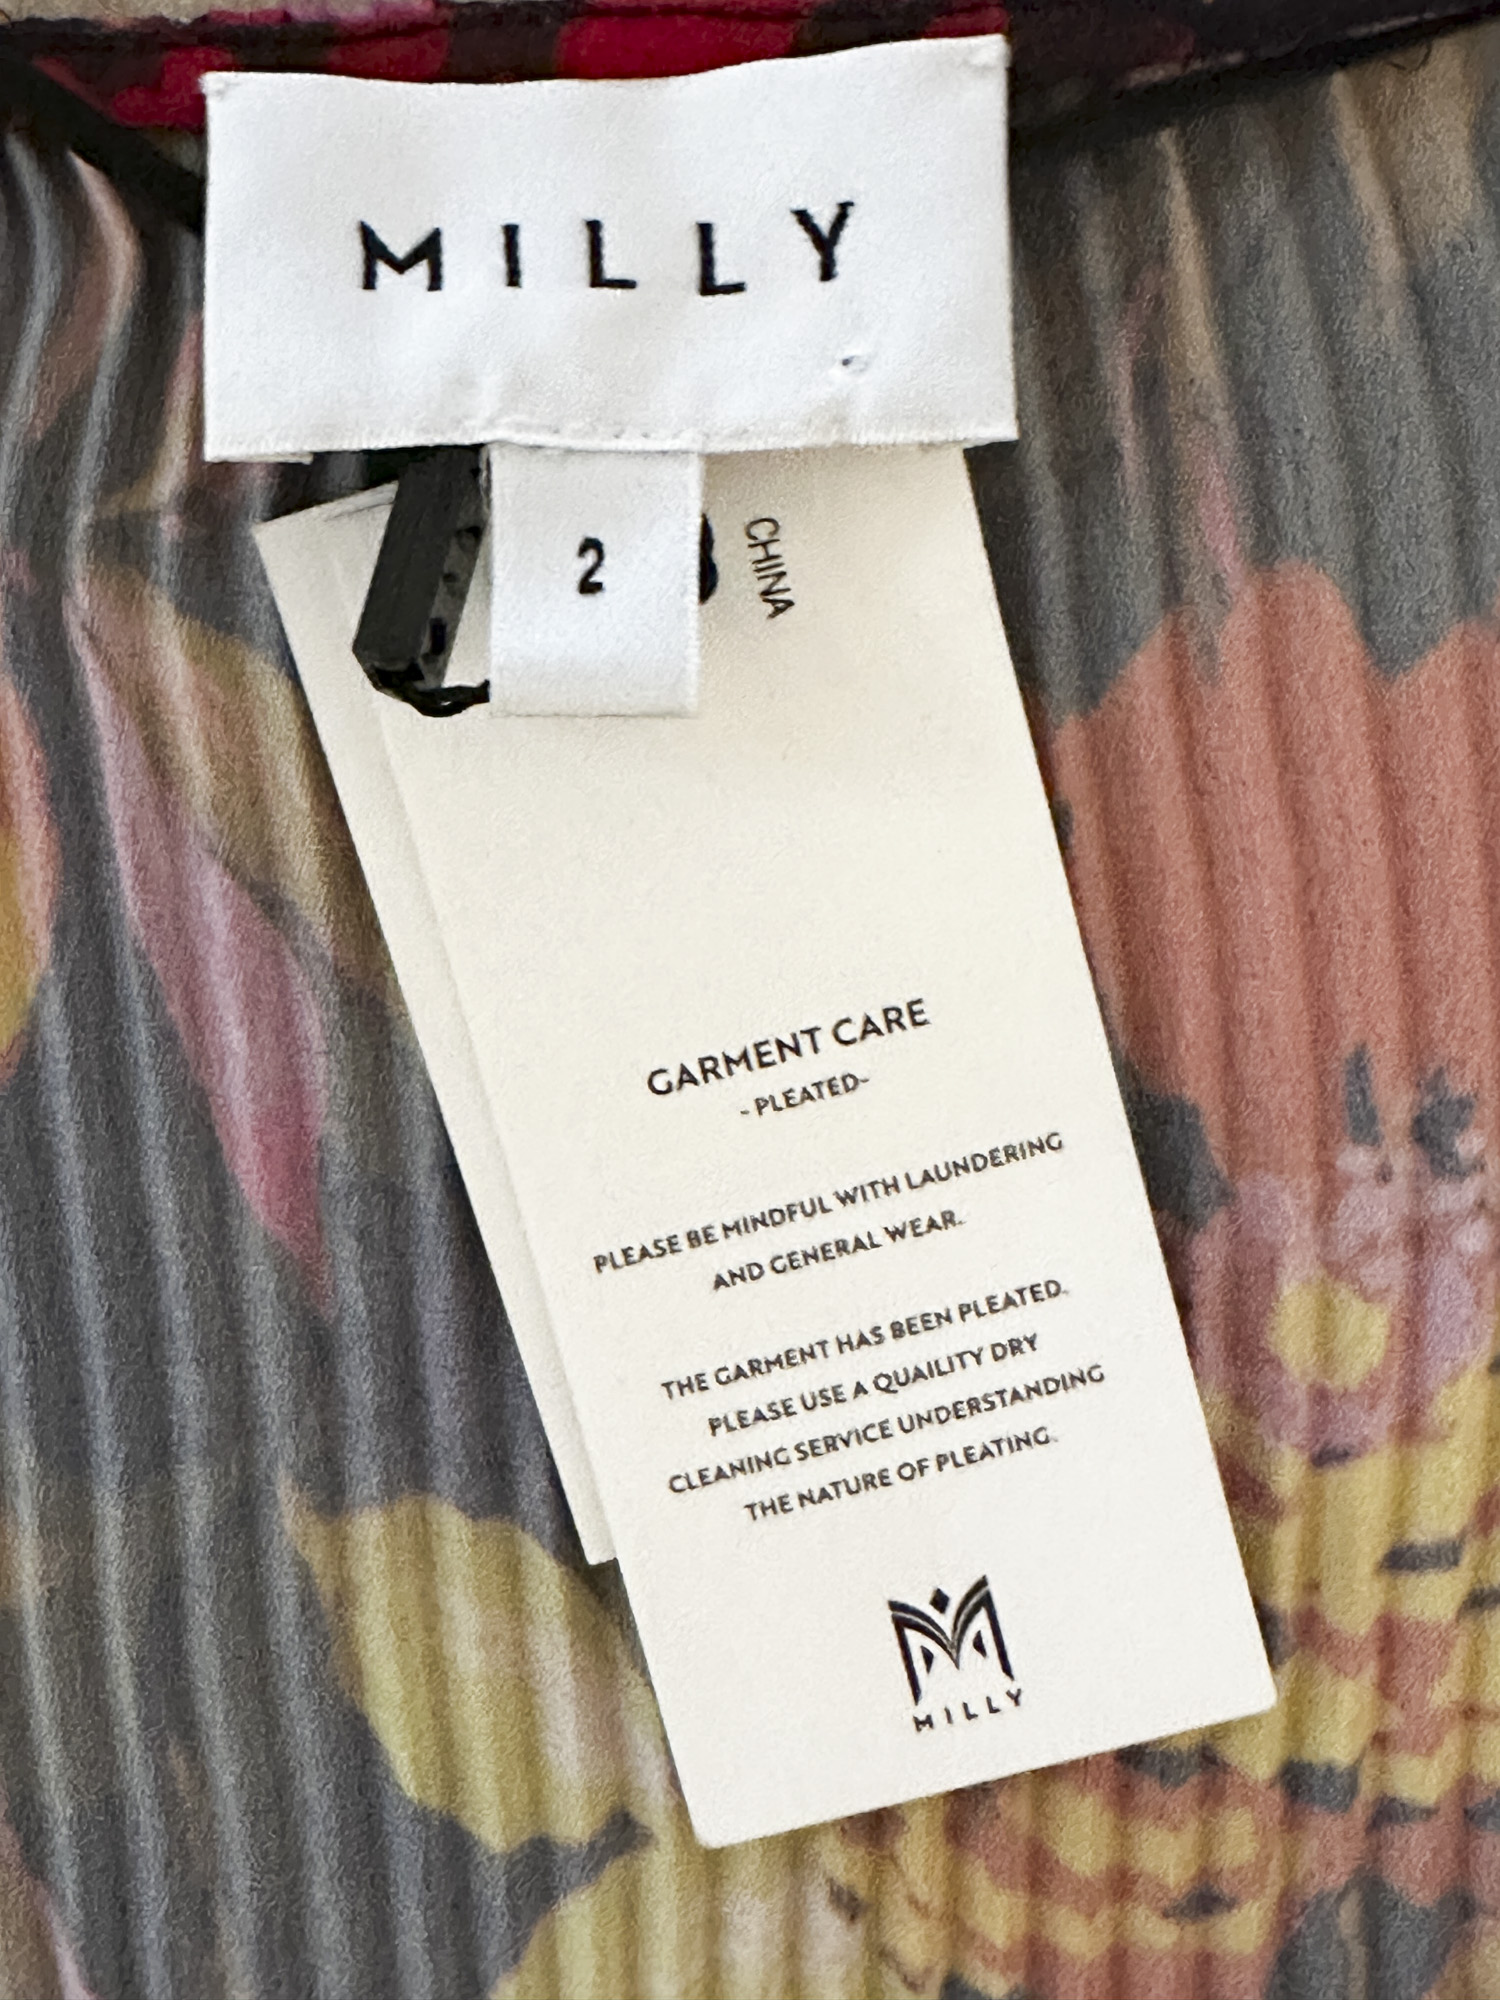 MILLY
2
CHINA
GARMENT CARE
- PLEATED-
PLEASE BE MINDFUL WITH LAUNDERING
AND GENERAL WEAR.
THE GARMENT HAS BEEN PLEATED.
PLEASE USE A QUAILITY DRY
CLEANING SERVICE UNDERSTANDING
THE NATURE OF PLEATING.
MILLY